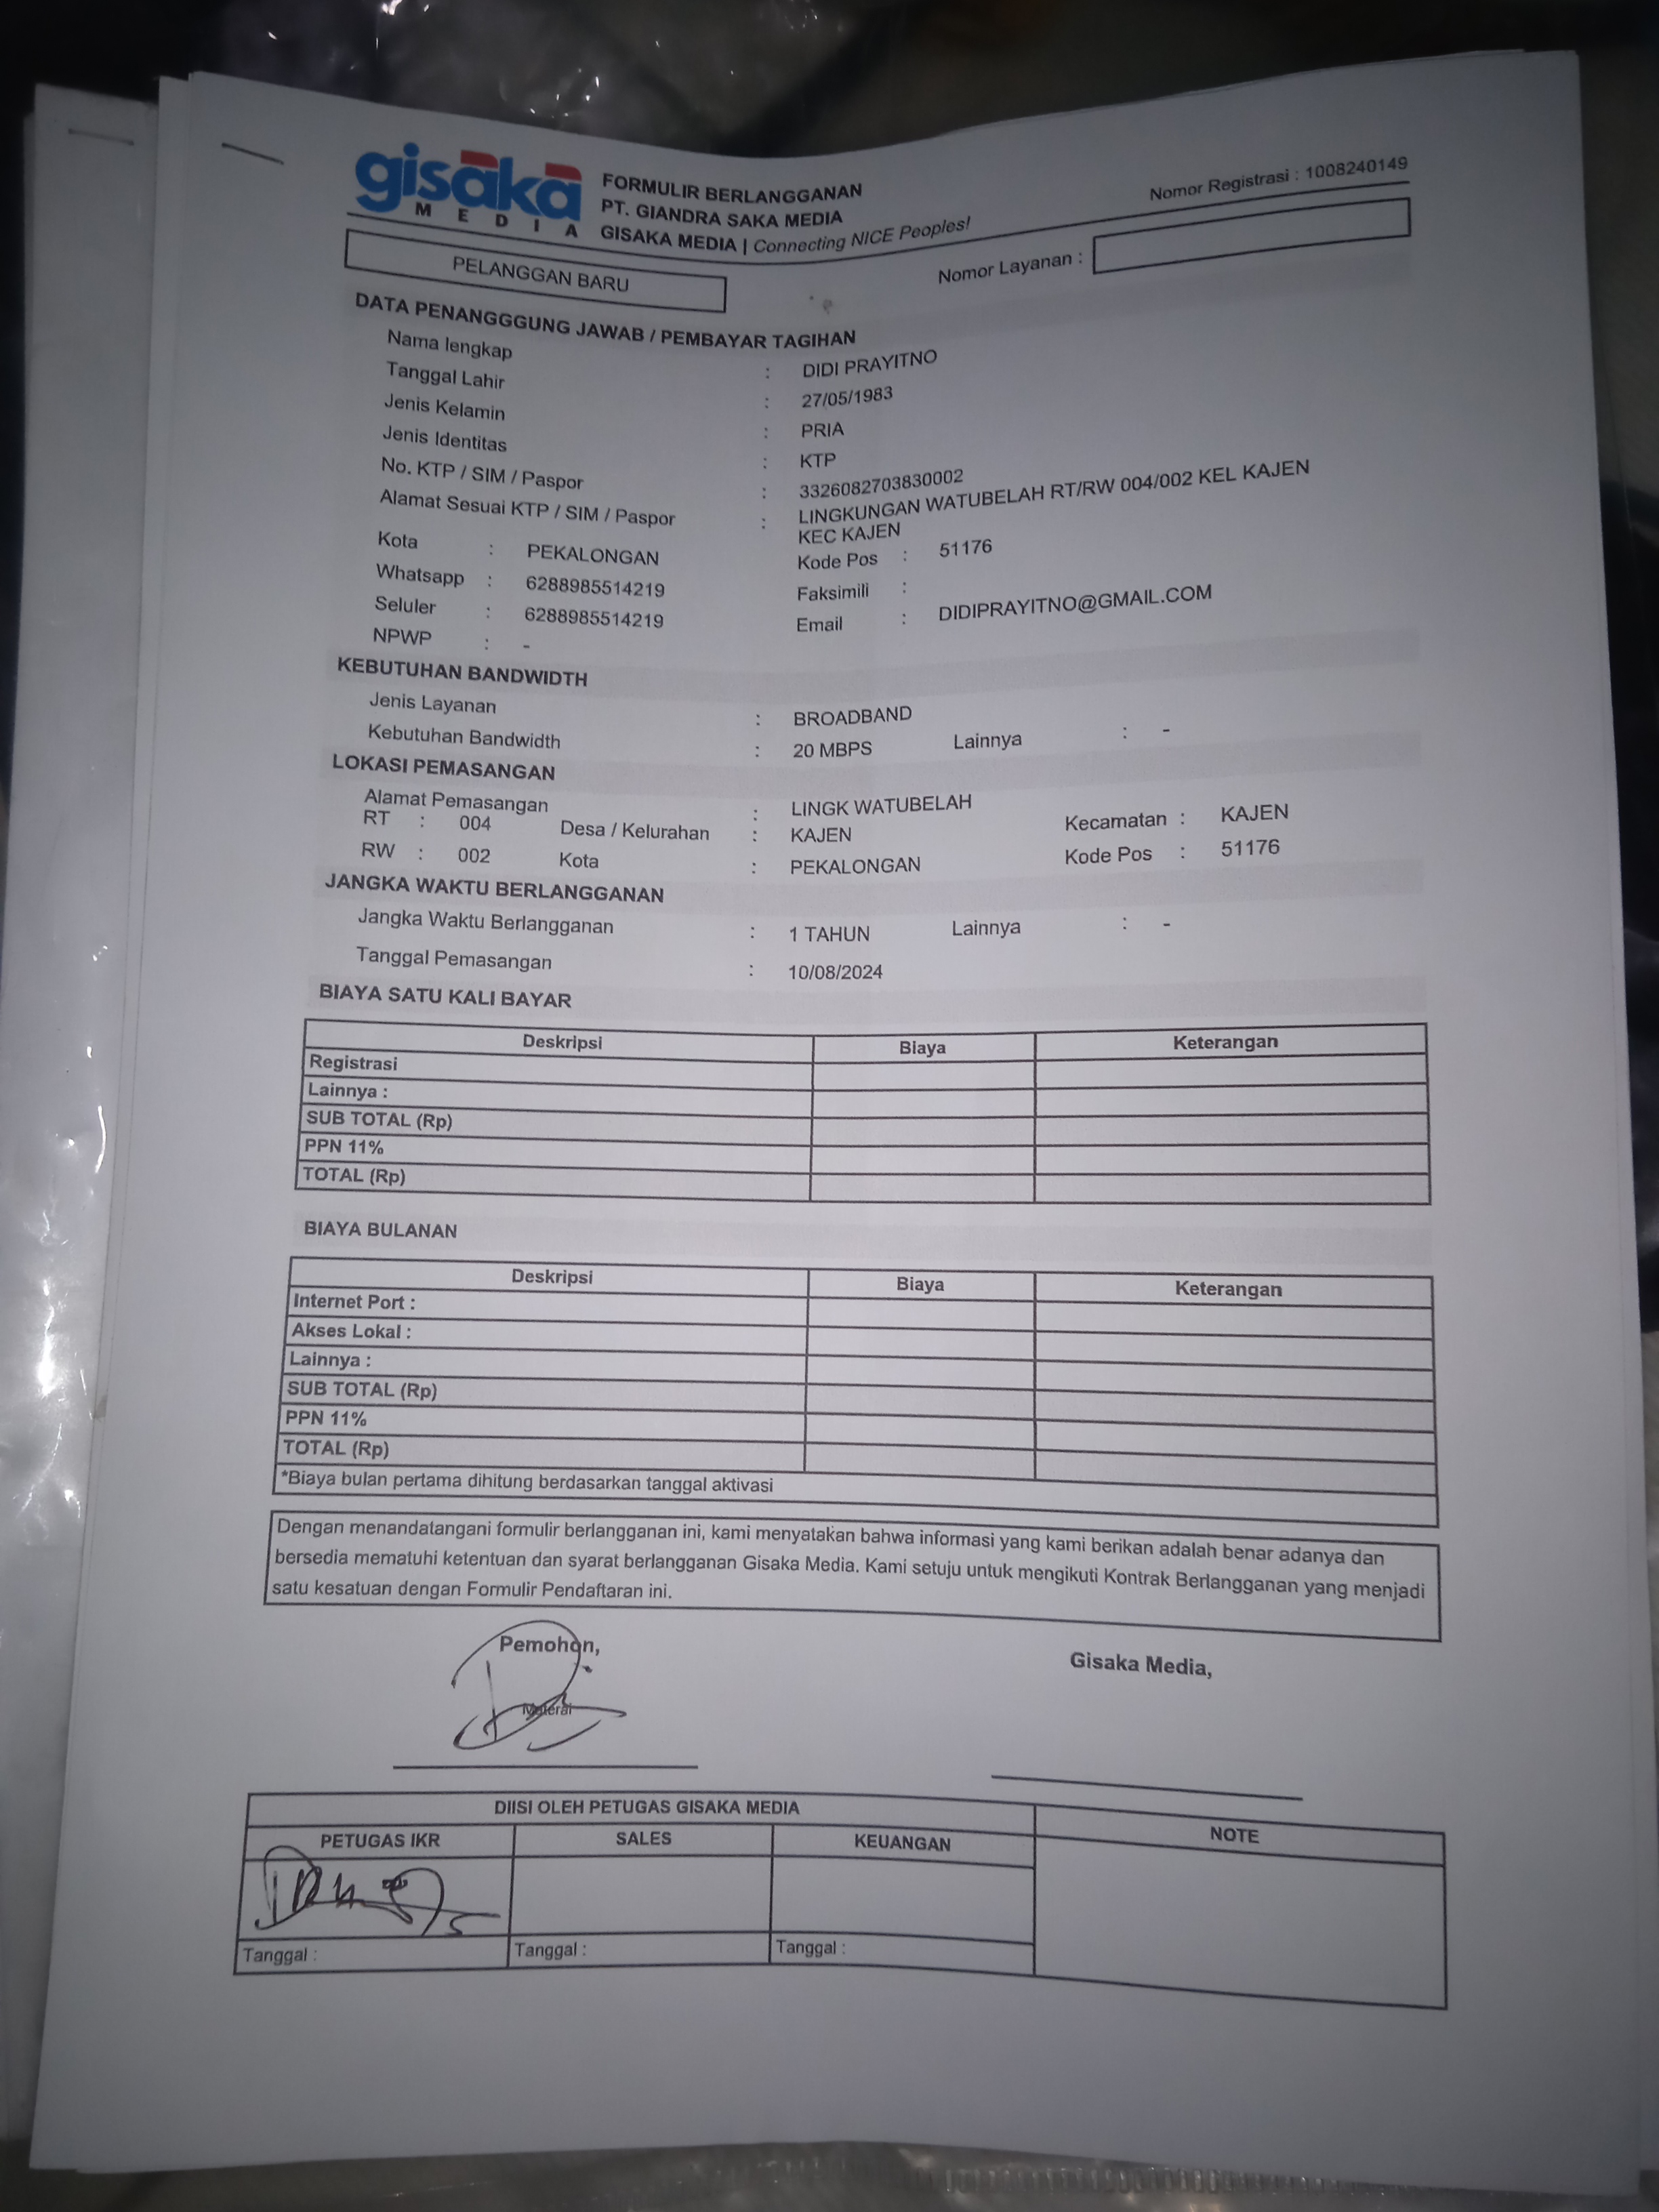 gisaka
MEDIA
FORMULIR BERLANGGANAN
PT. GIANDRA SAKA MEDIA
GISAKA MEDIA | Connecting NICE Peoples!
Nomor Registrasi : 1008240149
PELANGGAN BARU
Nomor Layanan :
DATA PENANGGGUNG JAWAB / PEMBAYAR TAGIHAN
Nama lengkap : DIDI PRAYITNO
Tanggal Lahir : 27/05/1983
Jenis Kelamin : PRIA
Jenis Identitas : KTP
No. KTP / SIM / Paspor : 3326082703830002
Alamat Sesuai KTP / SIM / Paspor : LINGKUNGAN WATUBELAH RT/RW 004/002 KEL KAJEN
KEC KAJEN
Kota : PEKALONGAN Kode Pos : 51176
Whatsapp : 6288985514219 Faksimili :
Seluler : 6288985514219 Email : DIDIPRAYITNO@GMAIL.COM
NPWP : -
KEBUTUHAN BANDWIDTH
Jenis Layanan : BROADBAND
Kebutuhan Bandwidth : 20 MBPS Lainnya : -
LOKASI PEMASANGAN
Alamat Pemasangan : LINGK WATUBELAH
RT : 004 Desa / Kelurahan : KAJEN Kecamatan : KAJEN
RW : 002 Kota : PEKALONGAN Kode Pos : 51176
JANGKA WAKTU BERLANGGANAN
Jangka Waktu Berlangganan : 1 TAHUN Lainnya : -
Tanggal Pemasangan : 10/08/2024
BIAYA SATU KALI BAYAR
Deskripsi Biaya Keterangan
Registrasi
Lainnya :
SUB TOTAL (Rp)
PPN 11%
TOTAL (Rp)
BIAYA BULANAN
Deskripsi Biaya Keterangan
Internet Port :
Akses Lokal :
Lainnya :
SUB TOTAL (Rp)
PPN 11%
TOTAL (Rp)
*Biaya bulan pertama dihitung berdasarkan tanggal aktivasi
Dengan menandatangani formulir berlangganan ini, kami menyatakan bahwa informasi yang kami berikan adalah benar adanya dan
bersedia mematuhi ketentuan dan syarat berlangganan Gisaka Media. Kami setuju untuk mengikuti Kontrak Berlangganan yang menjadi
satu kesatuan dengan Formulir Pendaftaran ini.
Pemohon, Gisaka Media,
Materai
DIISI OLEH PETUGAS GISAKA MEDIA
PETUGAS IKR SALES KEUANGAN NOTE
Tanggal : Tanggal : Tanggal :